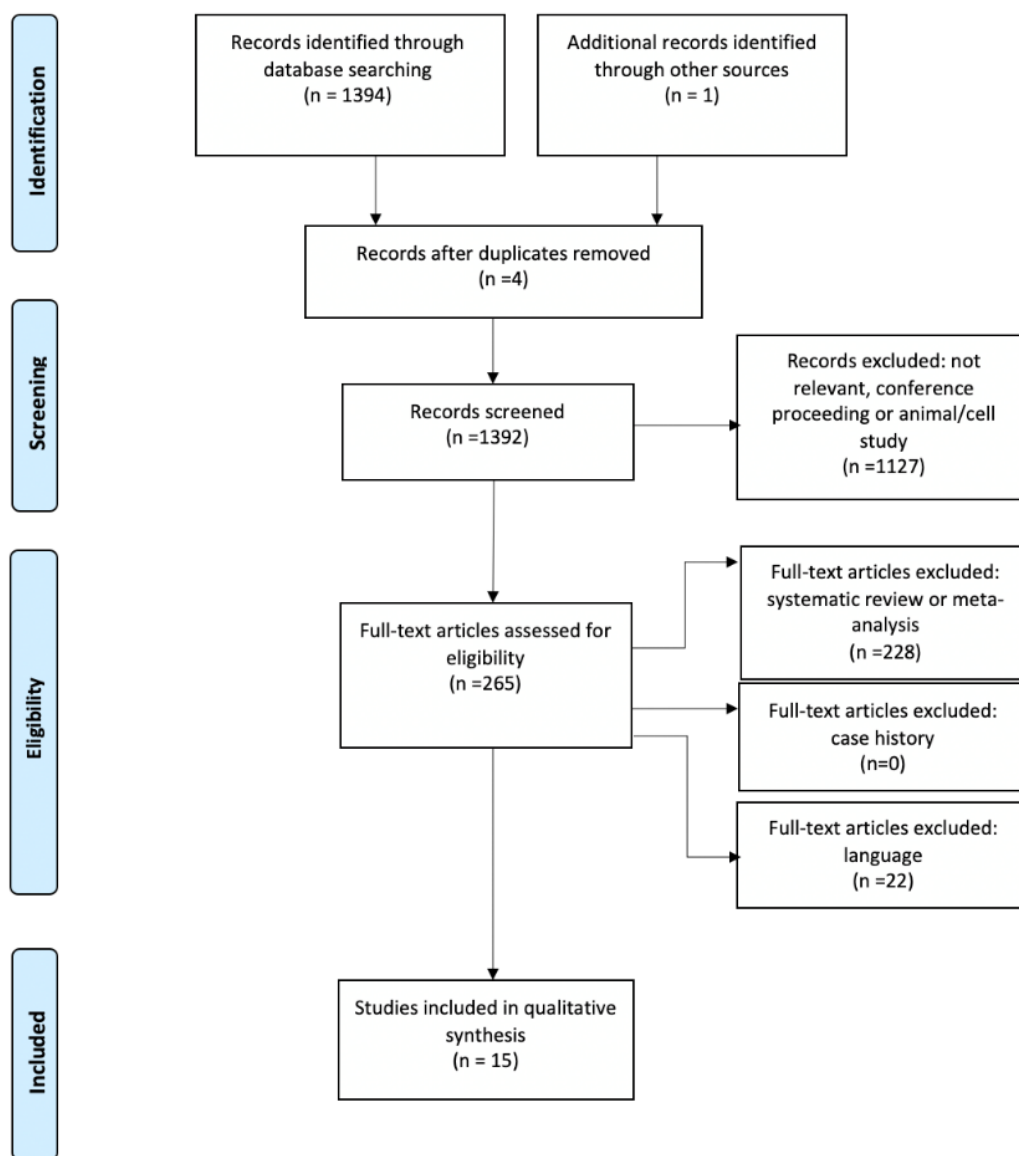 Identification
Records identified through
database searching
(n = 1394)
Additional records identified
through other sources
(n = 1)
Records after duplicates removed
(n =4)
Screening
Records screened
(n =1392)
Records excluded: not
relevant, conference
proceeding or animal/cell
study
(n =1127)
Eligibility
Full-text articles assessed for
eligibility
(n =265)
Full-text articles excluded:
systematic review or meta-
analysis
(n =228)
Full-text articles excluded:
case history
(n=0)
Full-text articles excluded:
language
(n =22)
Included
Studies included in qualitative
synthesis
(n = 15)